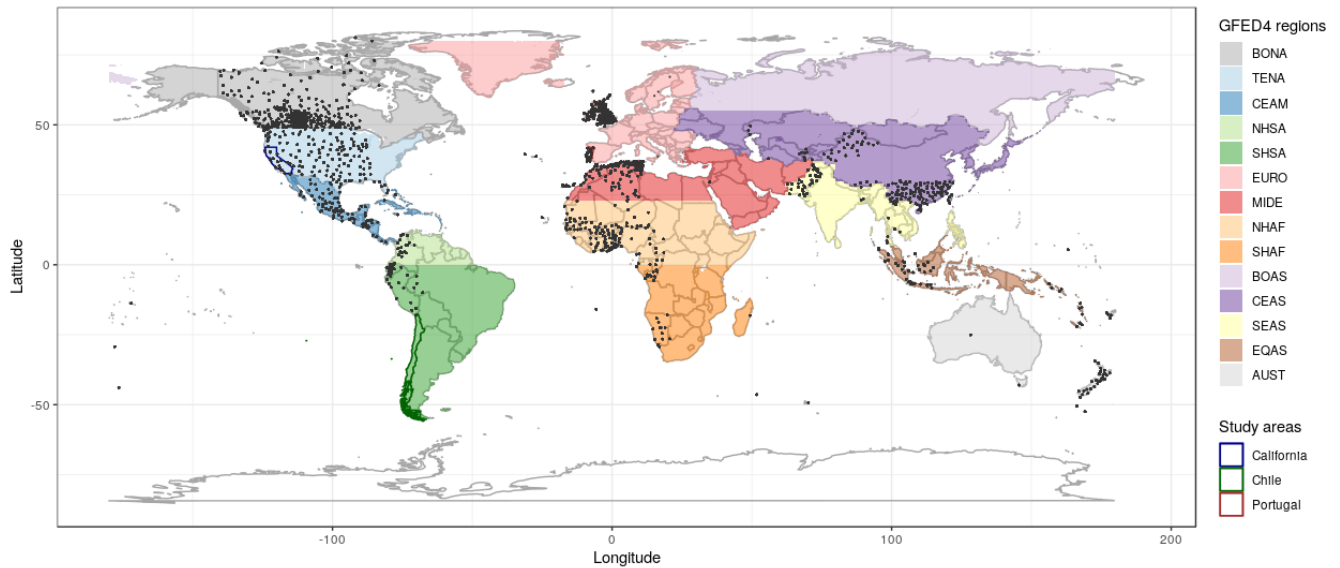 GFED4 regions
BONA
TENA
CEAM
NHSA
SHSA
EURO
MIDE
NHAF
SHAF
BOAS
CEAS
SEAS
EQAS
AUST
Study areas
California
Chile
Portugal
Latitude
50
0
-50
-100
0
100
200
Longitude